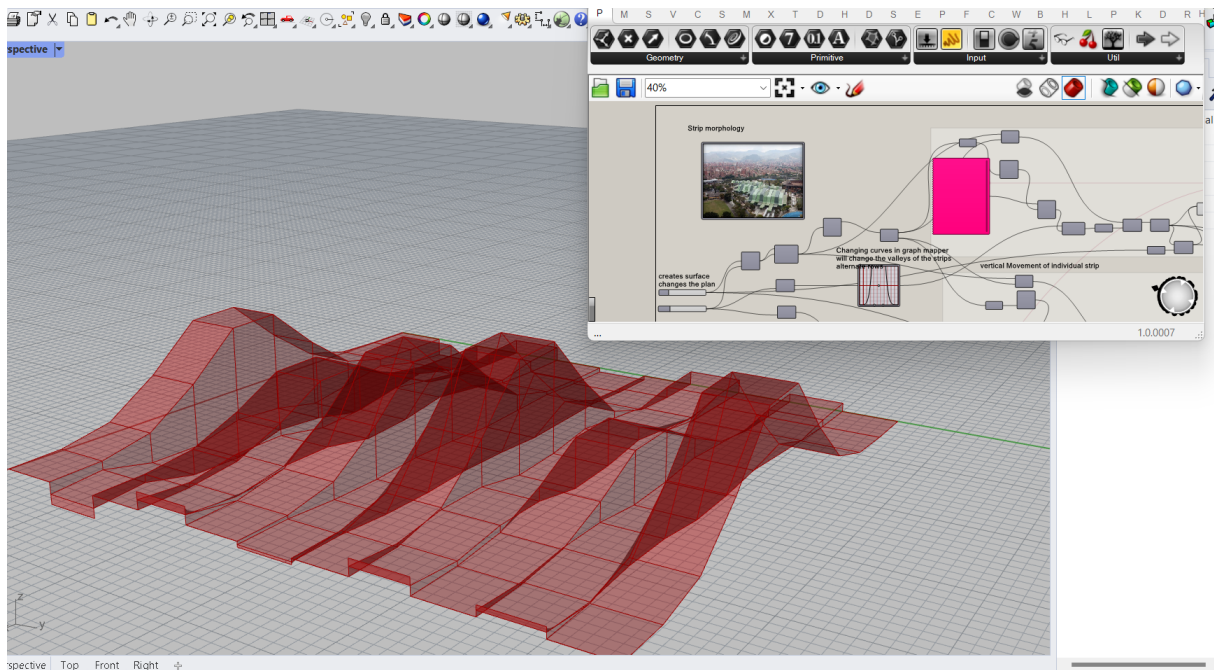 P M S V C S M X T D A S E P F C W B H L P K D R H
spective
Geometry
Primitive
Input
Util
40%
Strip morphology
Changing curves in graph mapper
will change the valleys of the strips
alternate rows
creates surface
changes the plan
vertical Movement of individual strip
...
1.0.0007
al
z
y
rspective Top Front Right